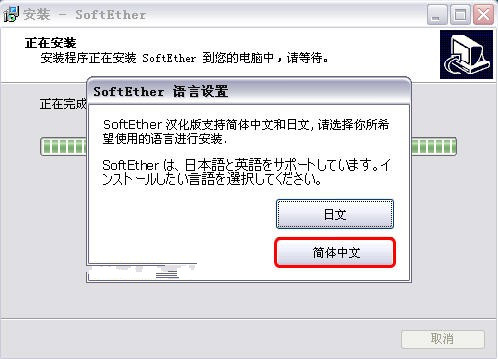 安装 - SoftEther
正在安装
安装程序正在安装 SoftEther 到您的电脑中，请等待。
正在完成
SoftEther 语言设置
SoftEther 汉化版支持简体中文和日文, 请选择你所希
望使用的语言进行安装.
SoftEther は、日本語と英語をサポートしています。イ
ンストールしたい言語を選択してください。
日文
简体中文
取消